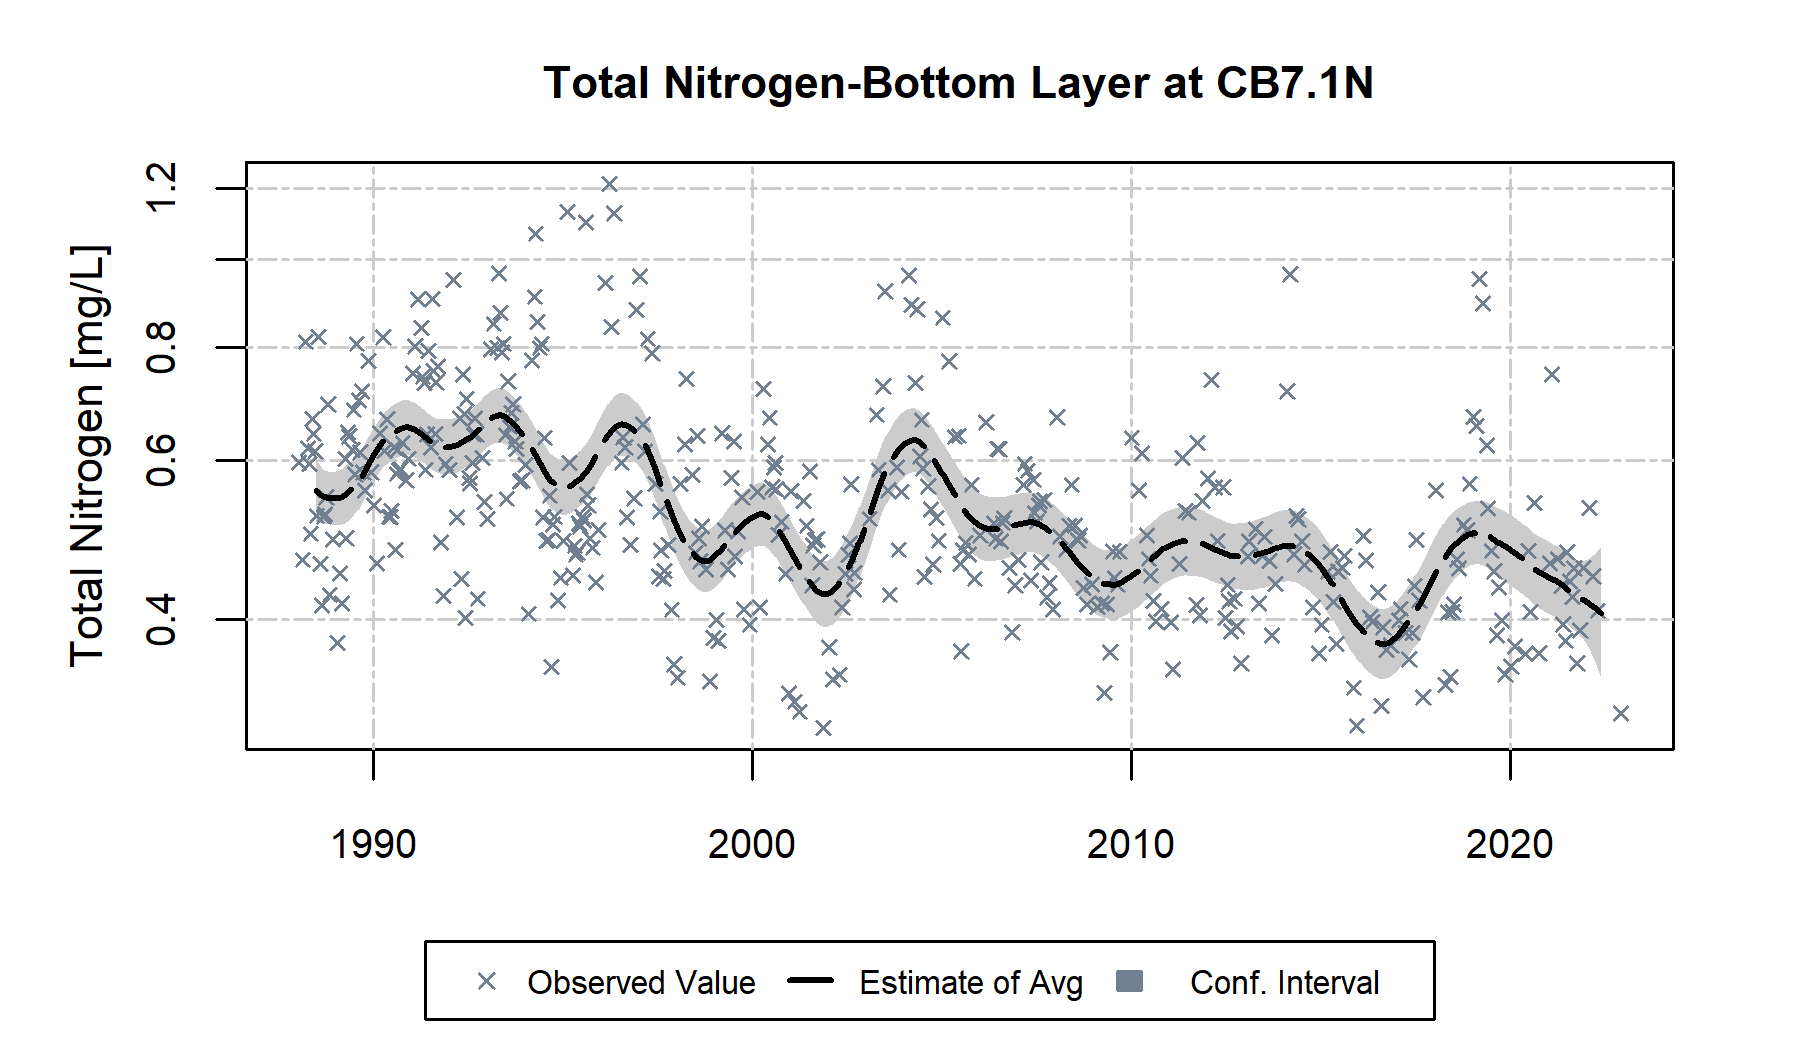 Total Nitrogen-Bottom Layer at CB7.1N
Total Nitrogen [mg/L]
1.2
0.8
0.6
0.4
1990 2000 2010 2020
Observed Value Estimate of Avg Conf. Interval